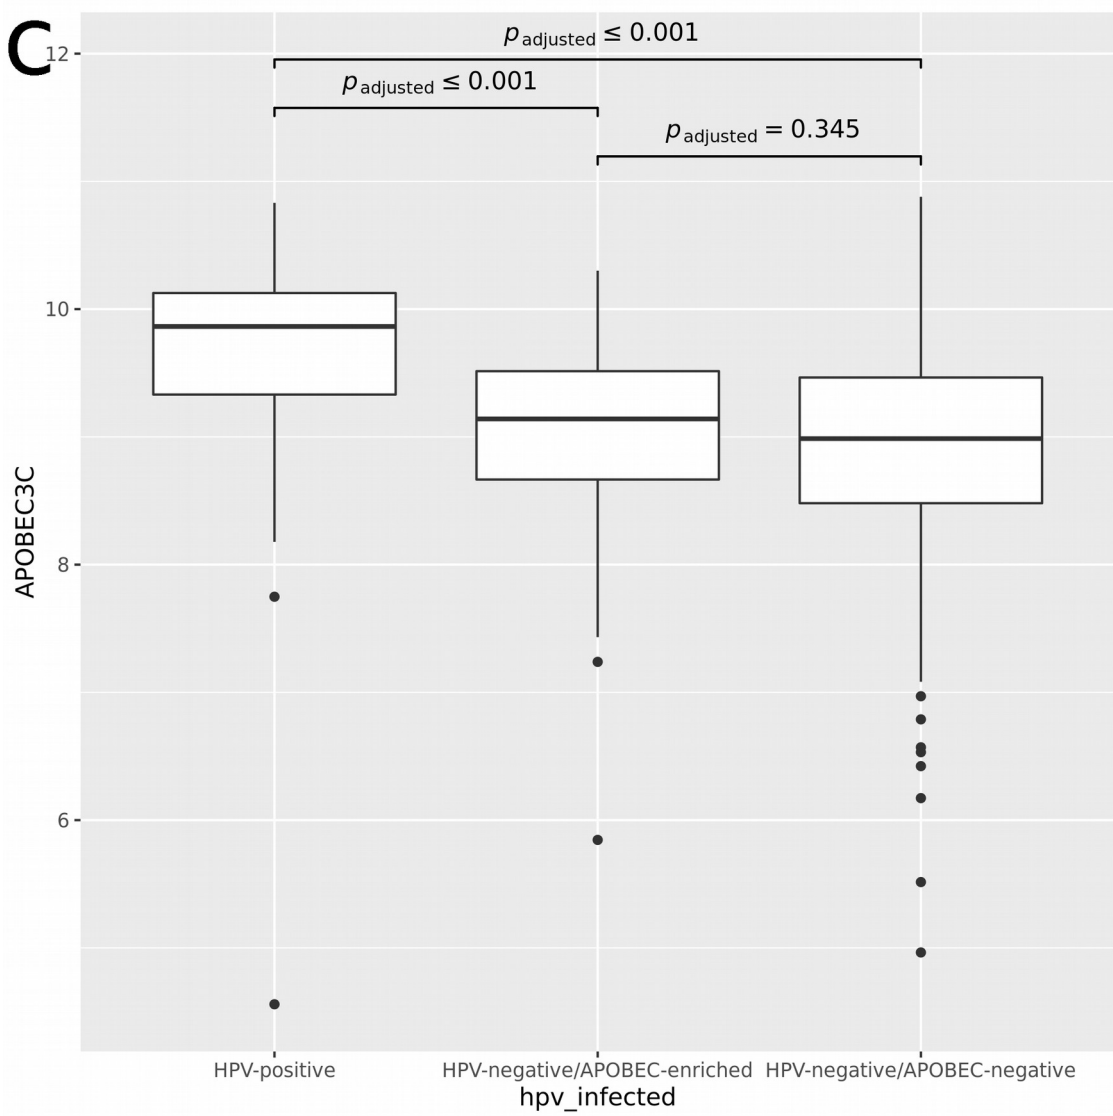 C
p adjusted ≤ 0.001
p adjusted ≤ 0.001
p adjusted = 0.345
12
10
8
6
APOBEC3C
HPV-positive HPV-negative/APOBEC-enriched HPV-negative/APOBEC-negative
hpv_infected